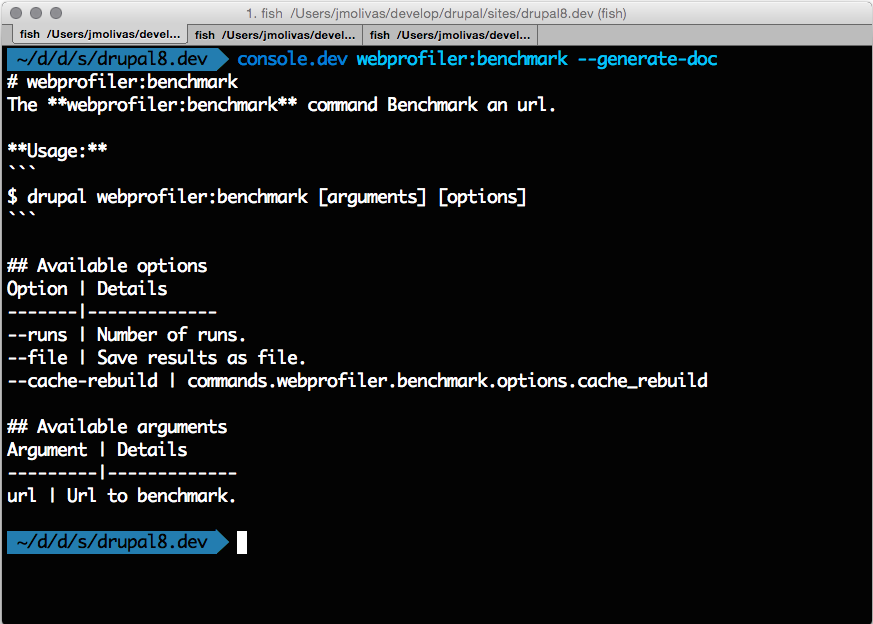 1. fish /Users/jmolivas/develop/drupal/sites/drupal8.dev (fish)
fish /Users/jmolivas/devel... fish /Users/jmolivas/devel... fish /Users/jmolivas/devel...
~/d/d/s/drupal8.dev console.dev webprofiler:benchmark --generate-doc
# webprofiler:benchmark
The **webprofiler:benchmark** command Benchmark an url.
**Usage:**
```
$ drupal webprofiler:benchmark [arguments] [options]
```
## Available options
Option | Details
-------|-------------
--runs | Number of runs.
--file | Save results as file.
--cache-rebuild | commands.webprofiler.benchmark.options.cache_rebuild
## Available arguments
Argument | Details
---------|-------------
url | Url to benchmark.
~/d/d/s/drupal8.dev